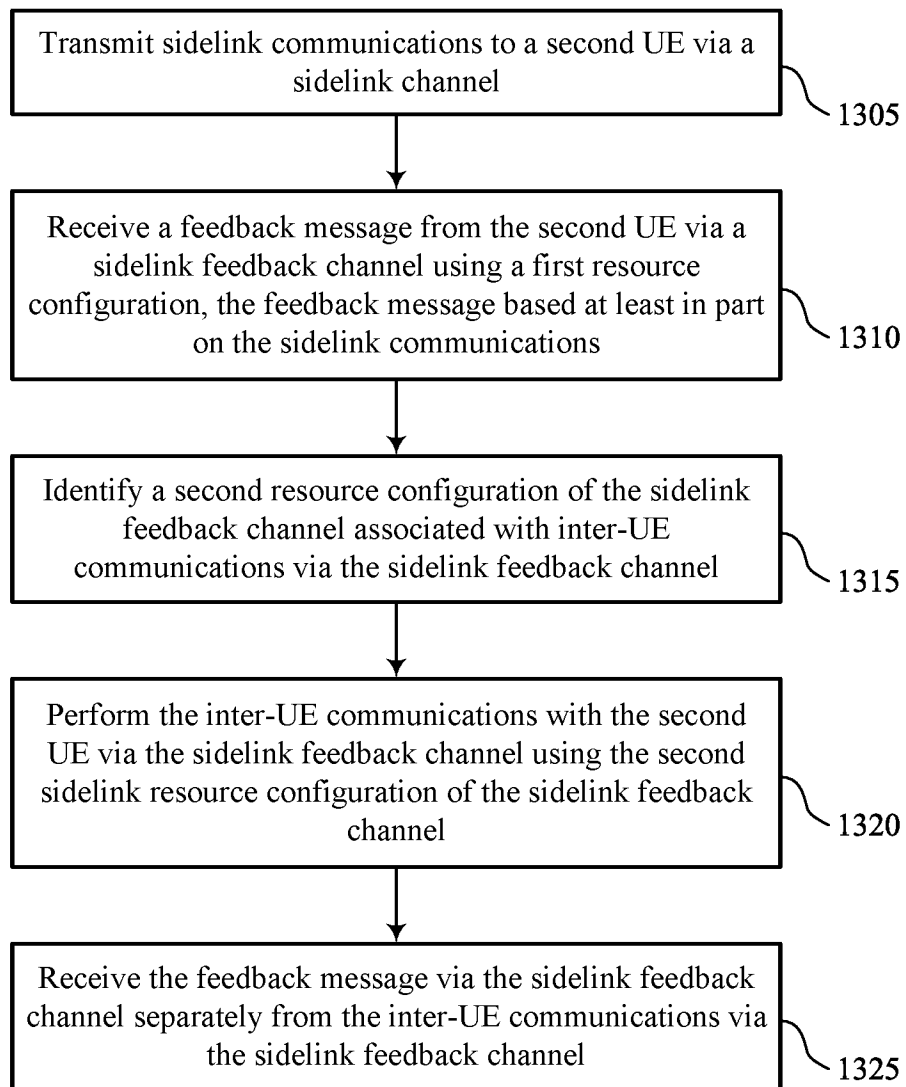 Transmit sidelink communications to a second UE via a
sidelink channel
1305
Receive a feedback message from the second UE via a
sidelink feedback channel using a first resource
configuration, the feedback message based at least in part
on the sidelink communications
1310
Identify a second resource configuration of the sidelink
feedback channel associated with inter-UE
communications via the sidelink feedback channel
1315
Perform the inter-UE communications with the second
UE via the sidelink feedback channel using the second
sidelink resource configuration of the sidelink feedback
channel
1320
Receive the feedback message via the sidelink feedback
channel separately from the inter-UE communications via
the sidelink feedback channel
1325